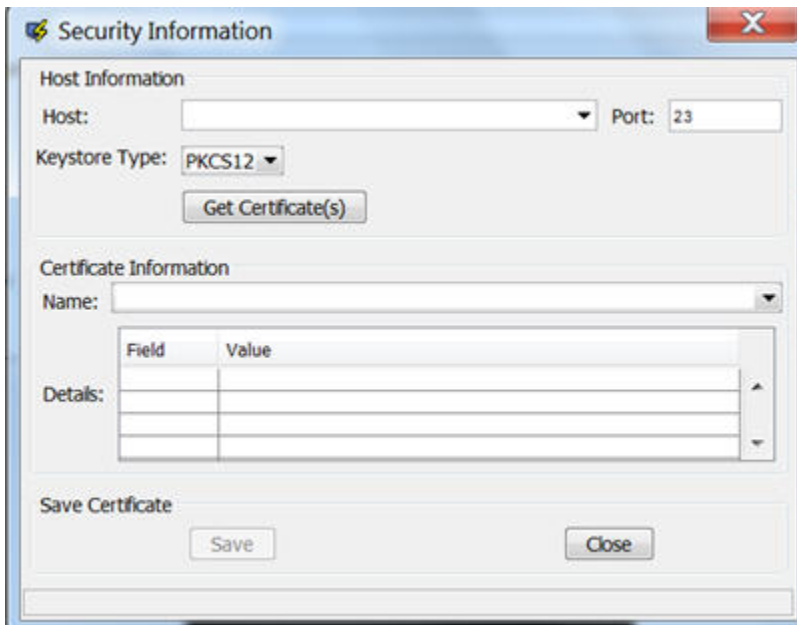 Security Information
Host Information
Host: Port: 23
Keystore Type: PKCS12
Get Certificate(s)
Certificate Information
Name:
Field Value
Details:
Save Certificate
Save Close